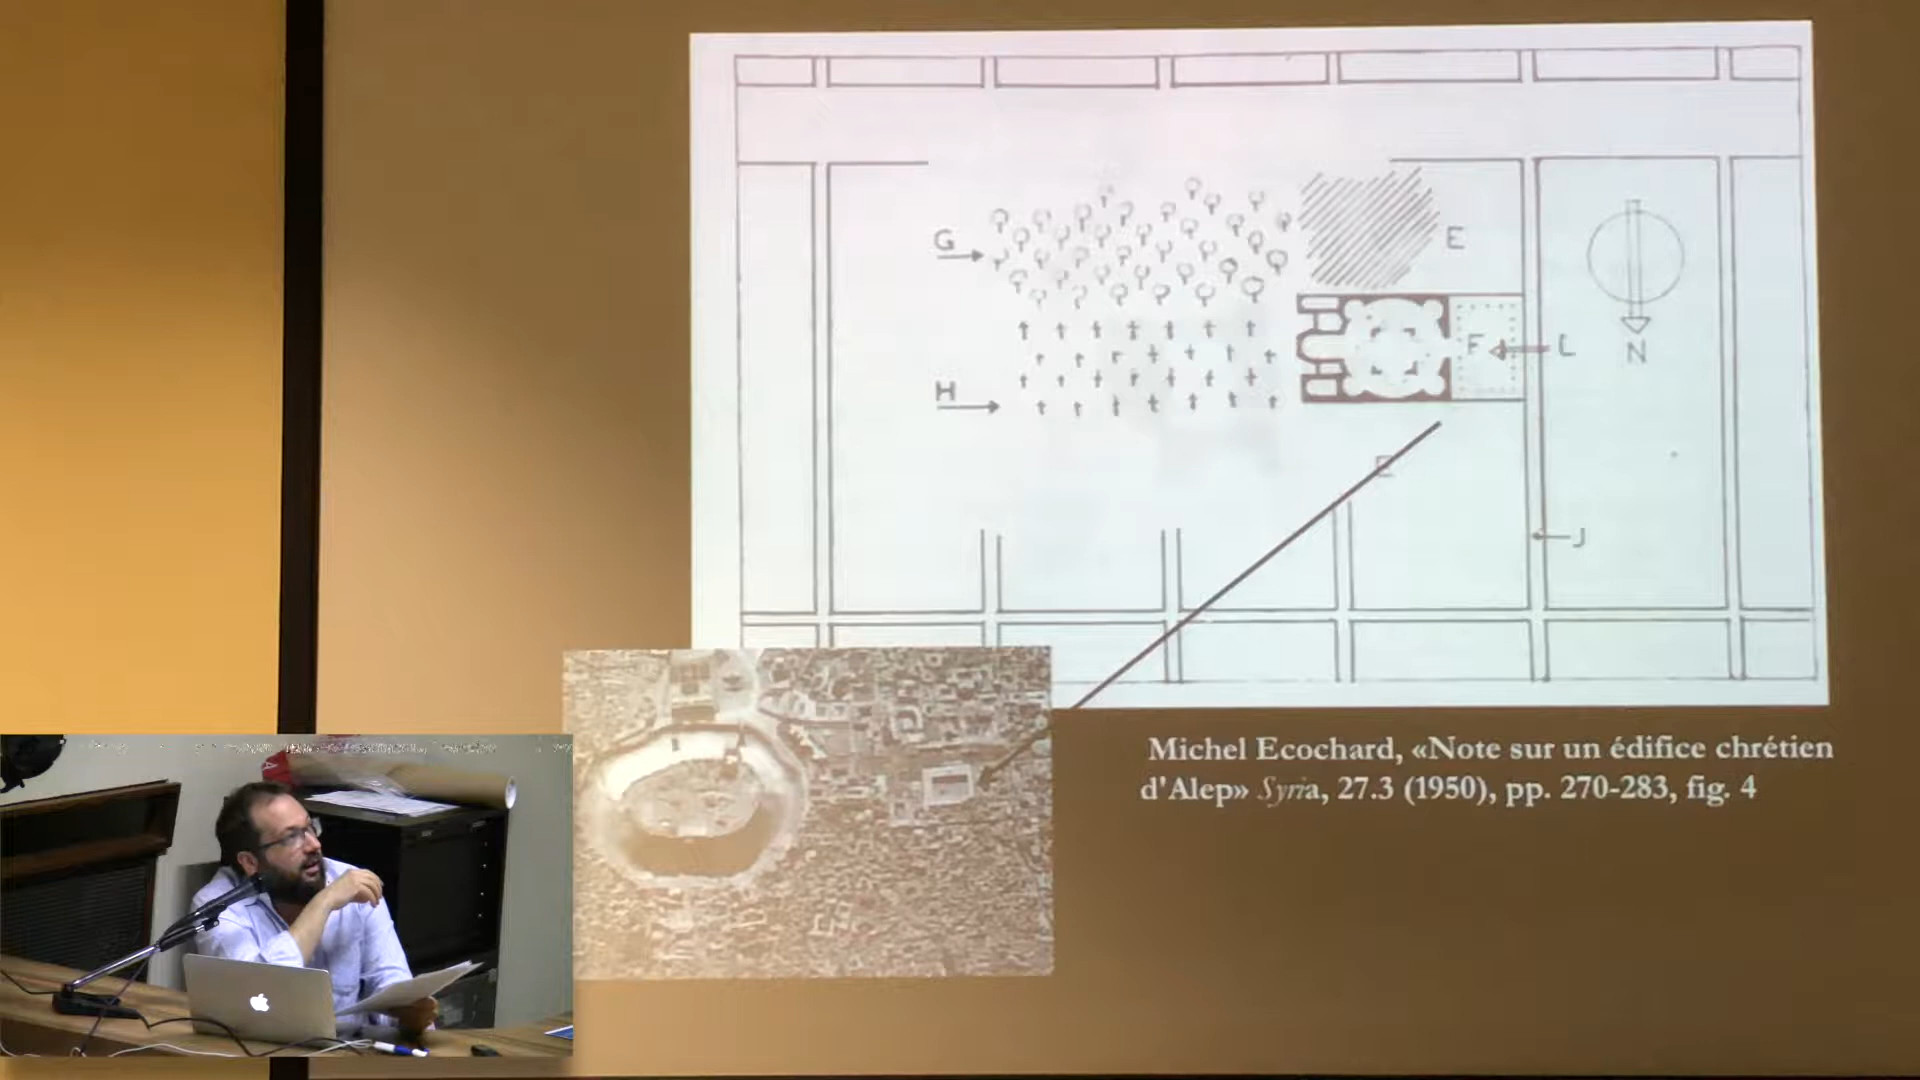 G
E
F
L
H
N
E
J
Michel Ecochard, «Note sur un édifice chrétien
d'Alep» Syria, 27.3 (1950), pp. 270-283, fig. 4